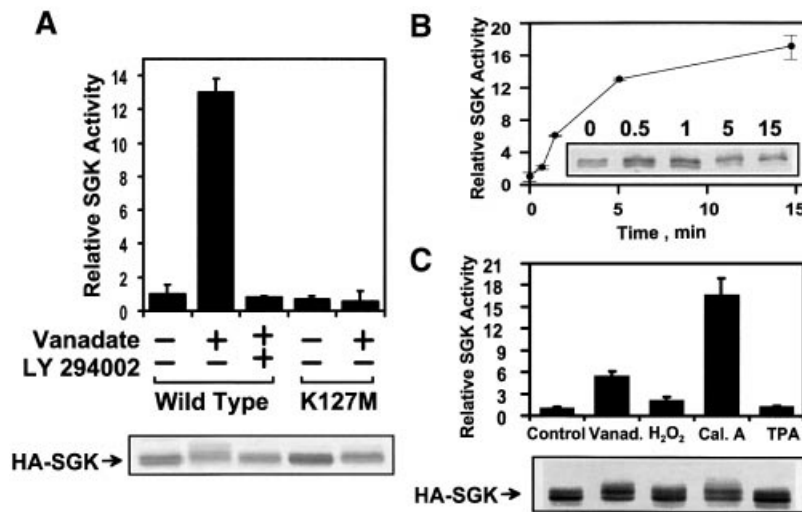 A
Relative SGK Activity
14
12
10
8
6
4
2
0
Vanadate − + + − +
LY 294002 − − + − −
Wild Type K127M
HA-SGK→
B
Relative SGK Activity
20
16
12
8
4
0
0 0.5 1 5 15
0 5 10 15
Time , min
C
Relative SGK Activity
21
18
15
12
9
6
3
0
Control Vanad. H₂O₂ Cal. A TPA
HA-SGK→